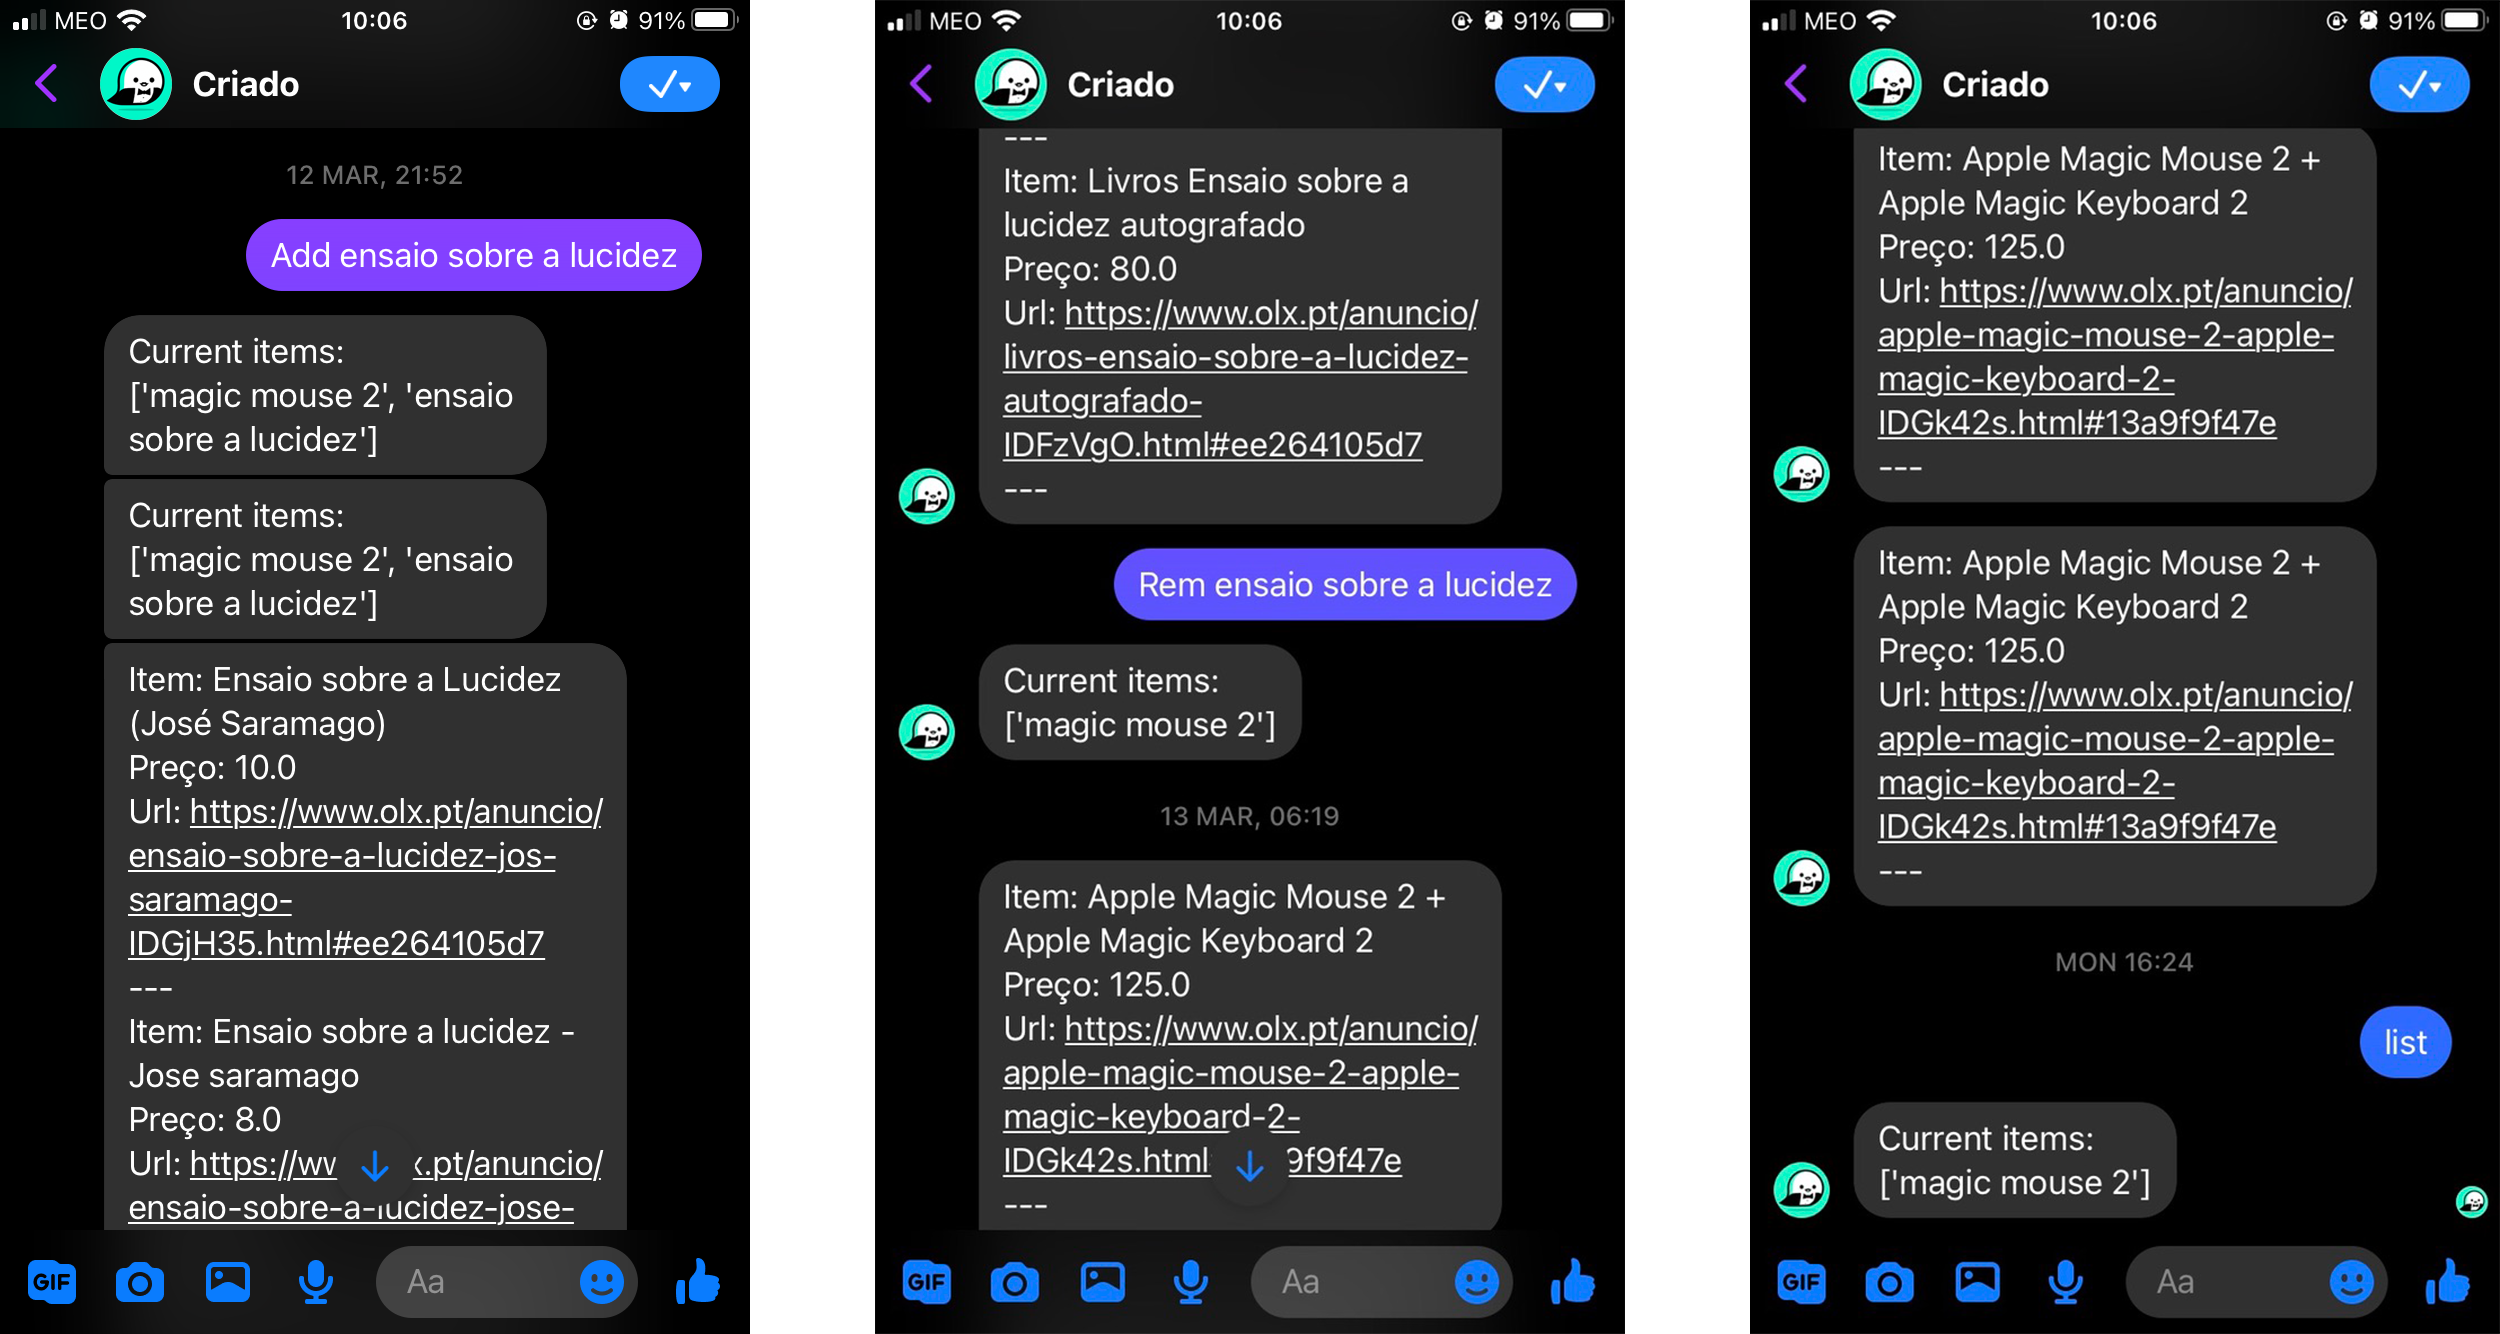 MEO 10:06 91%
Criado
12 MAR, 21:52
Add ensaio sobre a lucidez
Current items:
['magic mouse 2', 'ensaio
sobre a lucidez']
Current items:
['magic mouse 2', 'ensaio
sobre a lucidez']
Item: Ensaio sobre a Lucidez
(José Saramago)
Preço: 10.0
Url: https://www.olx.pt/anuncio/
ensaio-sobre-a-lucidez-jos-
saramago-
IDGjH35.html#ee264105d7
---
Item: Ensaio sobre a lucidez -
Jose saramago
Preço: 8.0
Url: https://ww x.pt/anuncio/
ensaio-sobre-a-lucidez-jose-
GIF Aa
MEO 10:06 91%
Criado
---
Item: Livros Ensaio sobre a
lucidez autografado
Preço: 80.0
Url: https://www.olx.pt/anuncio/
livros-ensaio-sobre-a-lucidez-
autografado-
IDFzVgO.html#ee264105d7
---
Rem ensaio sobre a lucidez
Current items:
['magic mouse 2']
13 MAR, 06:19
Item: Apple Magic Mouse 2 +
Apple Magic Keyboard 2
Preço: 125.0
Url: https://www.olx.pt/anuncio/
apple-magic-mouse-2-apple-
magic-keyboard-2-
IDGk42s.html 9f9f47e
---
GIF Aa
MEO 10:06 91%
Criado
Item: Apple Magic Mouse 2 +
Apple Magic Keyboard 2
Preço: 125.0
Url: https://www.olx.pt/anuncio/
apple-magic-mouse-2-apple-
magic-keyboard-2-
IDGk42s.html#13a9f9f47e
---
Item: Apple Magic Mouse 2 +
Apple Magic Keyboard 2
Preço: 125.0
Url: https://www.olx.pt/anuncio/
apple-magic-mouse-2-apple-
magic-keyboard-2-
IDGk42s.html#13a9f9f47e
---
MON 16:24
list
Current items:
['magic mouse 2']
GIF Aa